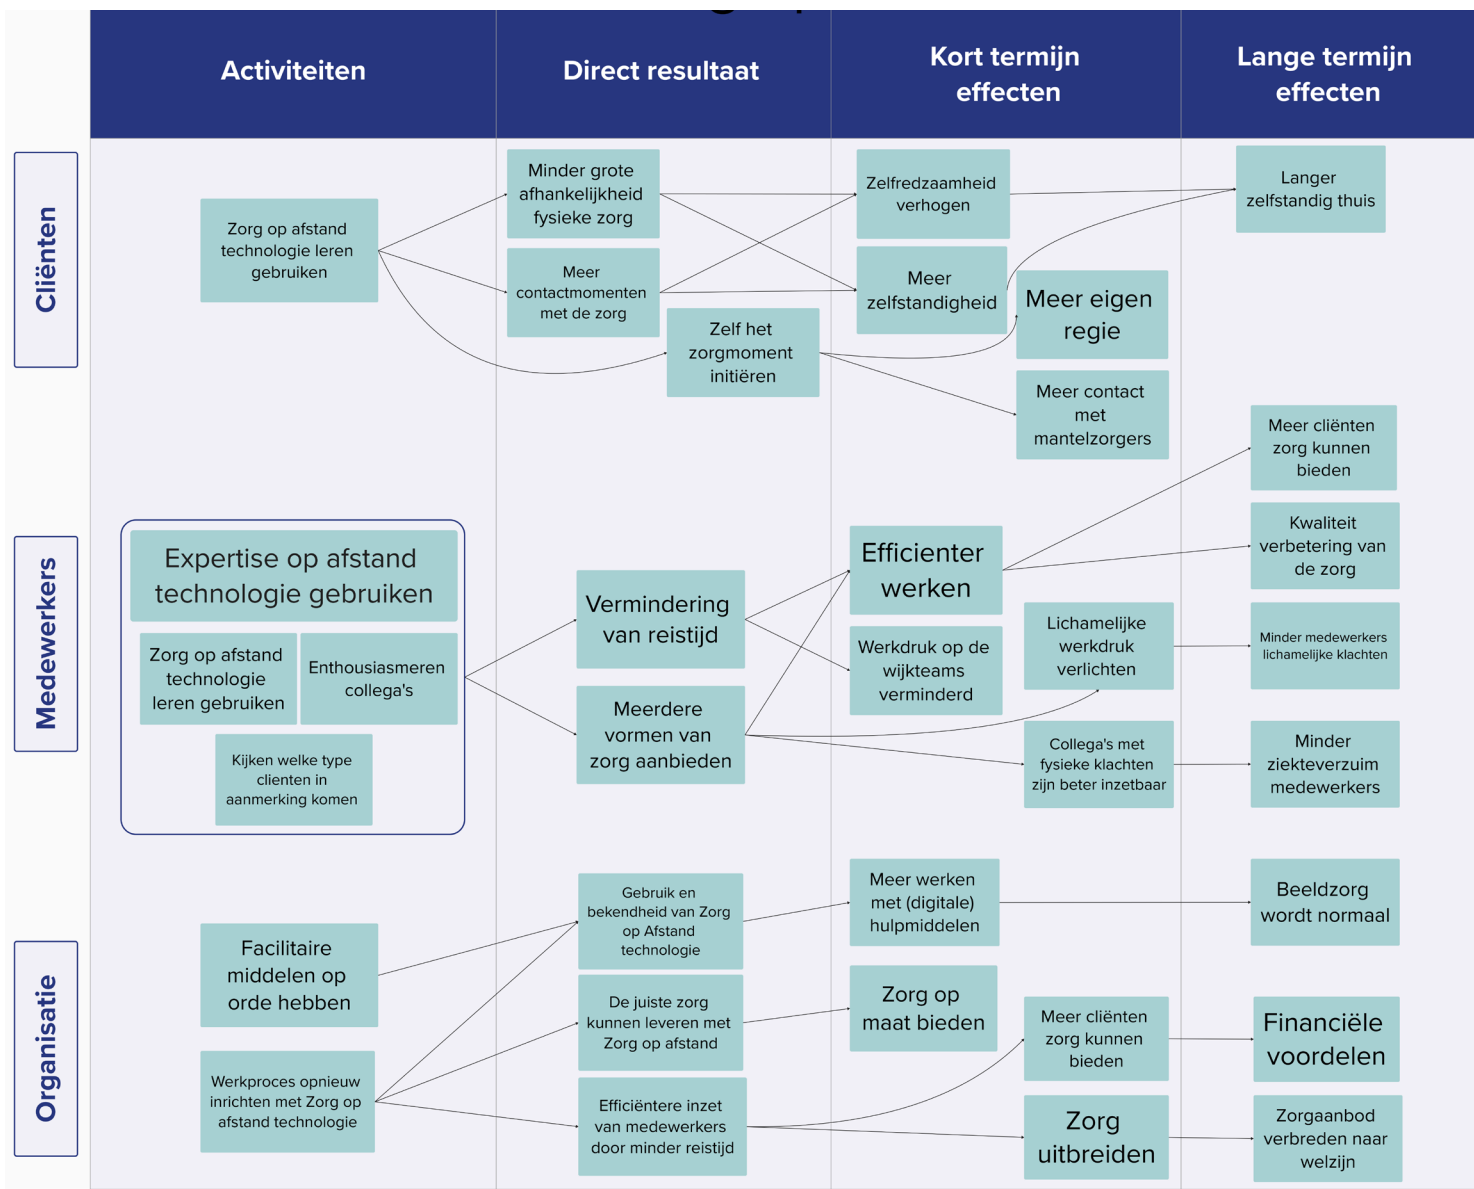 Activiteiten
Direct resultaat
Kort termijn
effecten
Lange termijn
effecten
Cliënten
Zorg op afstand
technologie leren
gebruiken
Minder grote
afhankelijkheid
fysieke zorg
Meer
contactmomenten
met de zorg
Zelf het
zorgmoment
initiëren
Zelfredzaamheid
verhogen
Meer
zelfstandigheid
Meer eigen
regie
Meer contact
met
mantelzorgers
Langer
zelfstandig thuis
Medewerkers
Expertise op afstand
technologie gebruiken
Zorg op afstand
technologie
leren gebruiken
Enthousiasmeren
collega's
Kijken welke type
clienten in
aanmerking komen
Vermindering
van reistijd
Meerdere
vormen van
zorg aanbieden
Efficienter
werken
Werkdruk op de
wijkteams
verminderd
Lichamelijke
werkdruk
verlichten
Collega's met
fysieke klachten
zijn beter inzetbaar
Meer cliënten
zorg kunnen
bieden
Kwaliteit
verbetering van
de zorg
Minder medewerkers
lichamelijke klachten
Minder
ziekteverzuim
medewerkers
Organisatie
Facilitaire
middelen op
orde hebben
Werkproces opnieuw
inrichten met Zorg op
afstand technologie
Gebruik en
bekendheid van Zorg
op Afstand
technologie
De juiste zorg
kunnen leveren met
Zorg op afstand
Efficiëntere inzet
van medewerkers
door minder reistijd
Meer werken
met (digitale)
hulpmiddelen
Zorg op
maat bieden
Meer cliënten
zorg kunnen
bieden
Zorg
uitbreiden
Beeldzorg
wordt normaal
Financiële
voordelen
Zorgaanbod
verbreden naar
welzijn